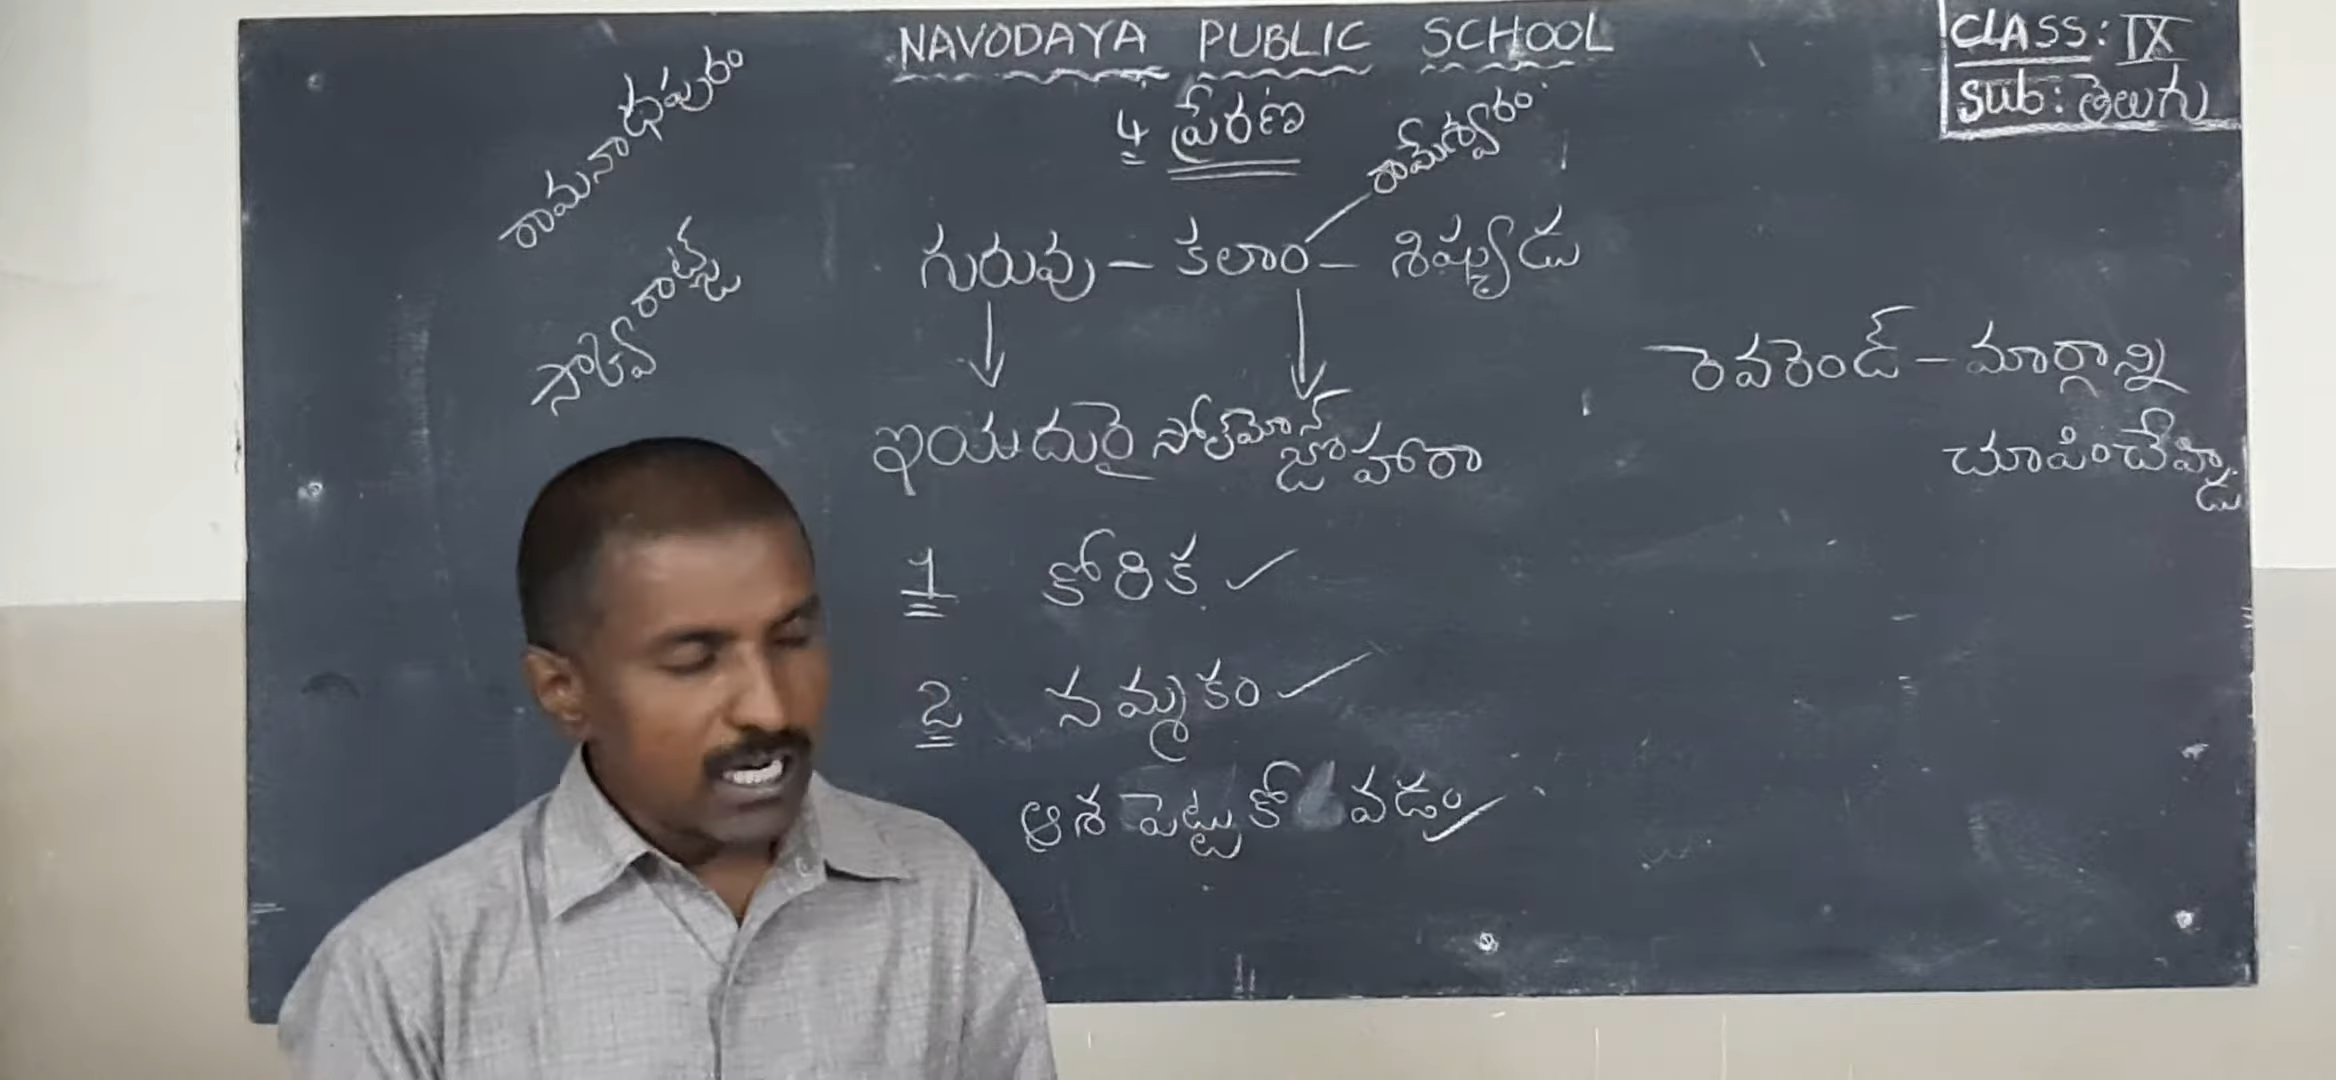 NAVODAYA PUBLIC SCHOOL
CLASS: IX
Sub: తెలుగు
4 ప్రేరణ
రామనాథపురం
రామేశ్వరం
గురువు - కలాం - శిష్యుడు
రెవరెండ్ - మార్గాన్ని
చూపించేవ్యాడు
ఇయదురై సోల్‌మోన్ జొహారా
1 కోరిక
2 నమ్మకం
ఆశ పెట్టుకోవడం